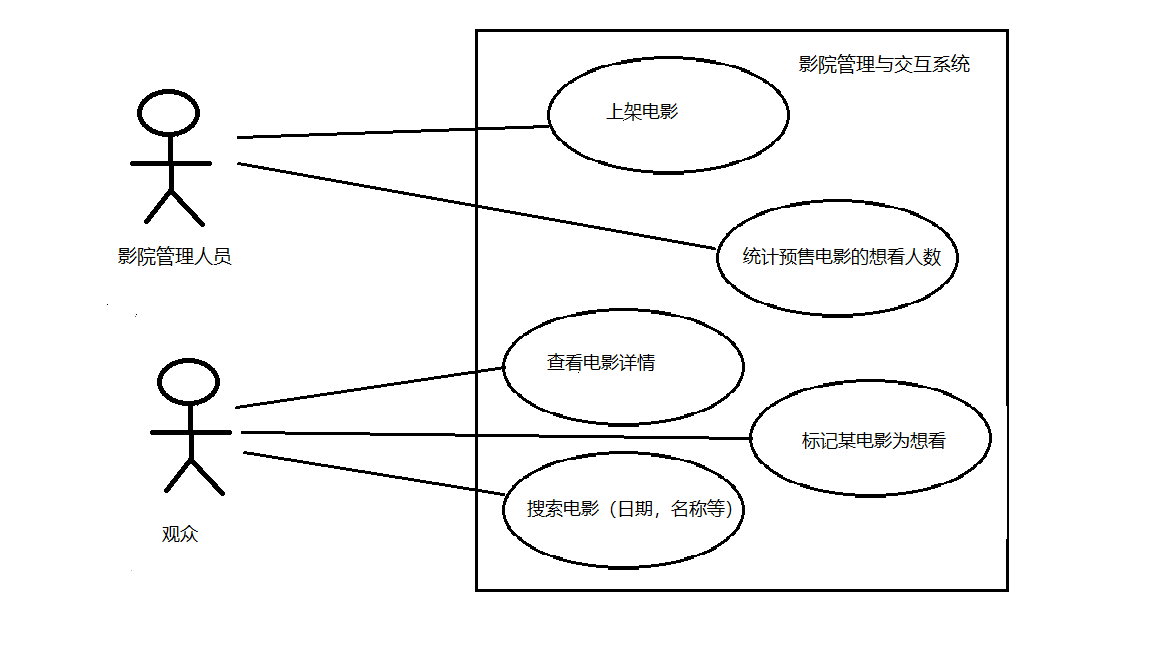 影院管理与交互系统
上架电影
影院管理人员
统计预售电影的想看人数
查看电影详情
标记某电影为想看
搜索电影（日期，名称等）
观众